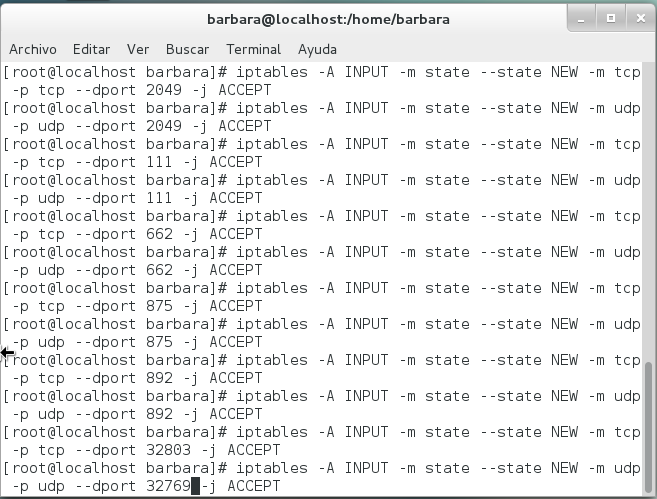 barbara@localhost:/home/barbara
Archivo Editar Ver Buscar Terminal Ayuda
[root@localhost barbara]# iptables -A INPUT -m state --state NEW -m tcp
-p tcp --dport 2049 -j ACCEPT
[root@localhost barbara]# iptables -A INPUT -m state --state NEW -m udp
-p udp --dport 2049 -j ACCEPT
[root@localhost barbara]# iptables -A INPUT -m state --state NEW -m tcp
-p tcp --dport 111 -j ACCEPT
[root@localhost barbara]# iptables -A INPUT -m state --state NEW -m udp
-p udp --dport 111 -j ACCEPT
[root@localhost barbara]# iptables -A INPUT -m state --state NEW -m tcp
-p tcp --dport 662 -j ACCEPT
[root@localhost barbara]# iptables -A INPUT -m state --state NEW -m udp
-p udp --dport 662 -j ACCEPT
[root@localhost barbara]# iptables -A INPUT -m state --state NEW -m tcp
-p tcp --dport 875 -j ACCEPT
[root@localhost barbara]# iptables -A INPUT -m state --state NEW -m udp
-p udp --dport 875 -j ACCEPT
[root@localhost barbara]# iptables -A INPUT -m state --state NEW -m tcp
-p tcp --dport 892 -j ACCEPT
[root@localhost barbara]# iptables -A INPUT -m state --state NEW -m udp
-p udp --dport 892 -j ACCEPT
[root@localhost barbara]# iptables -A INPUT -m state --state NEW -m tcp
-p tcp --dport 32803 -j ACCEPT
[root@localhost barbara]# iptables -A INPUT -m state --state NEW -m udp
-p udp --dport 32769 -j ACCEPT